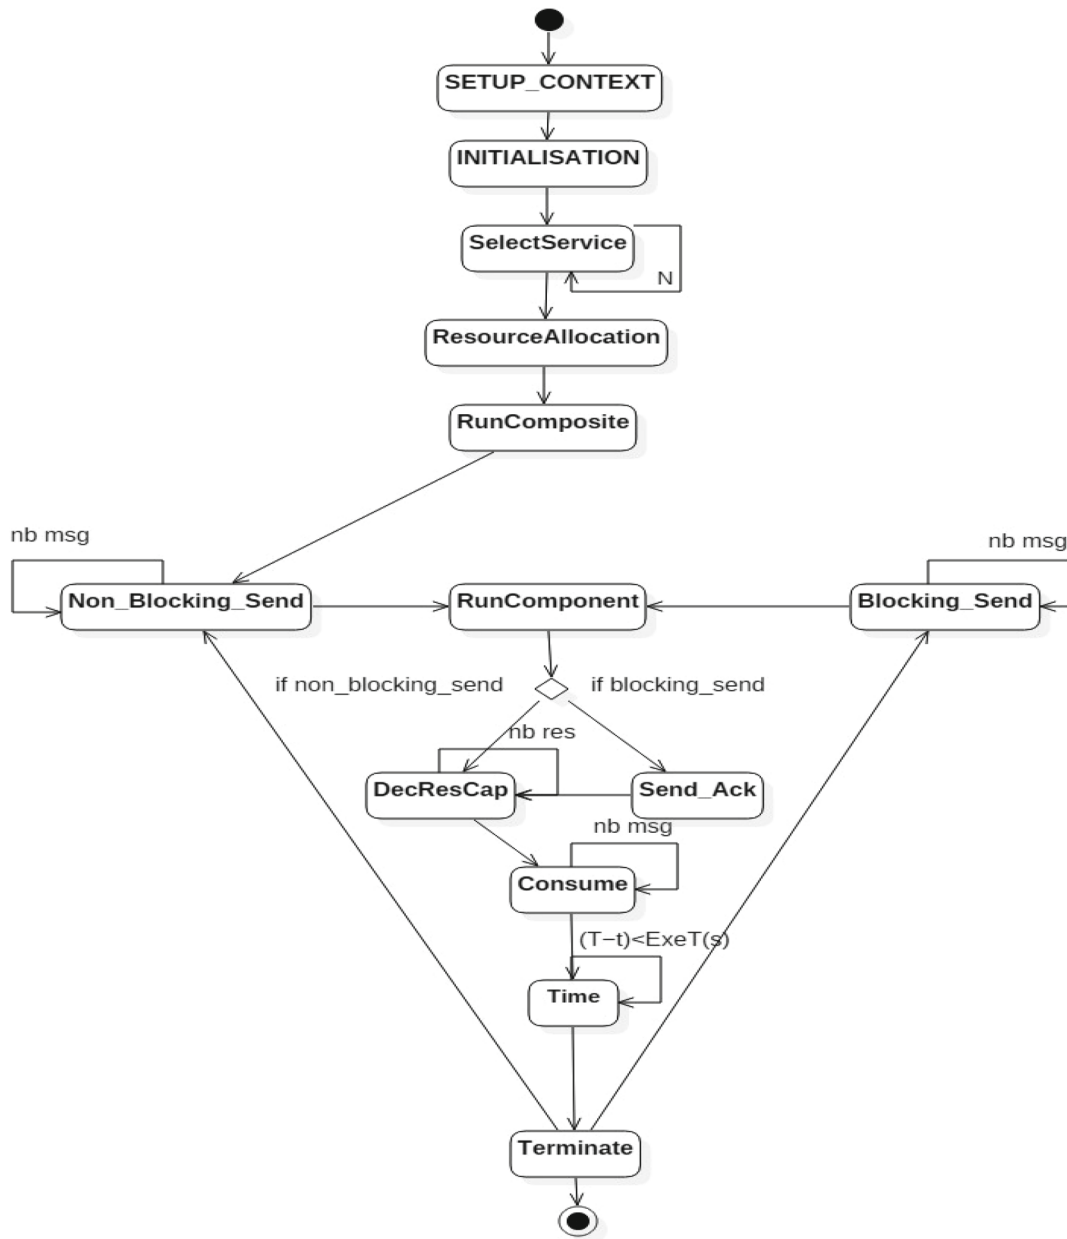 SETUP_CONTEXT
INITIALISATION
SelectService
N
ResourceAllocation
RunComposite
nb msg
nb msg
Non_Blocking_Send
RunComponent
Blocking_Send
if non_blocking_send
if blocking_send
nb res
DecResCap
Send_Ack
nb msg
Consume
(T−t)<ExeT(s)
Time
Terminate